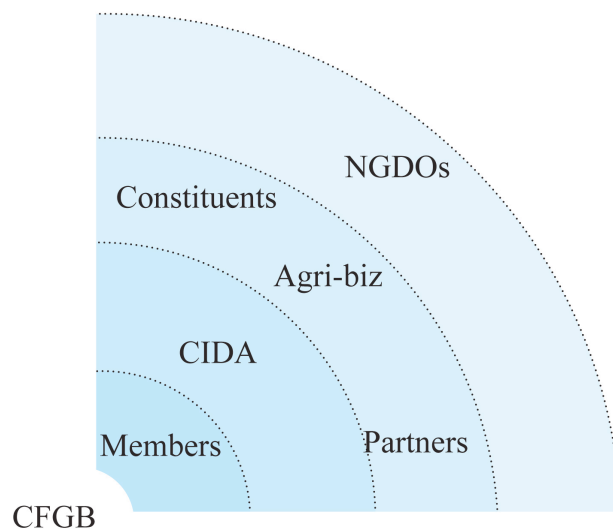 NGDOs
Constituents
Agri-biz
CIDA
Members
Partners
CFGB